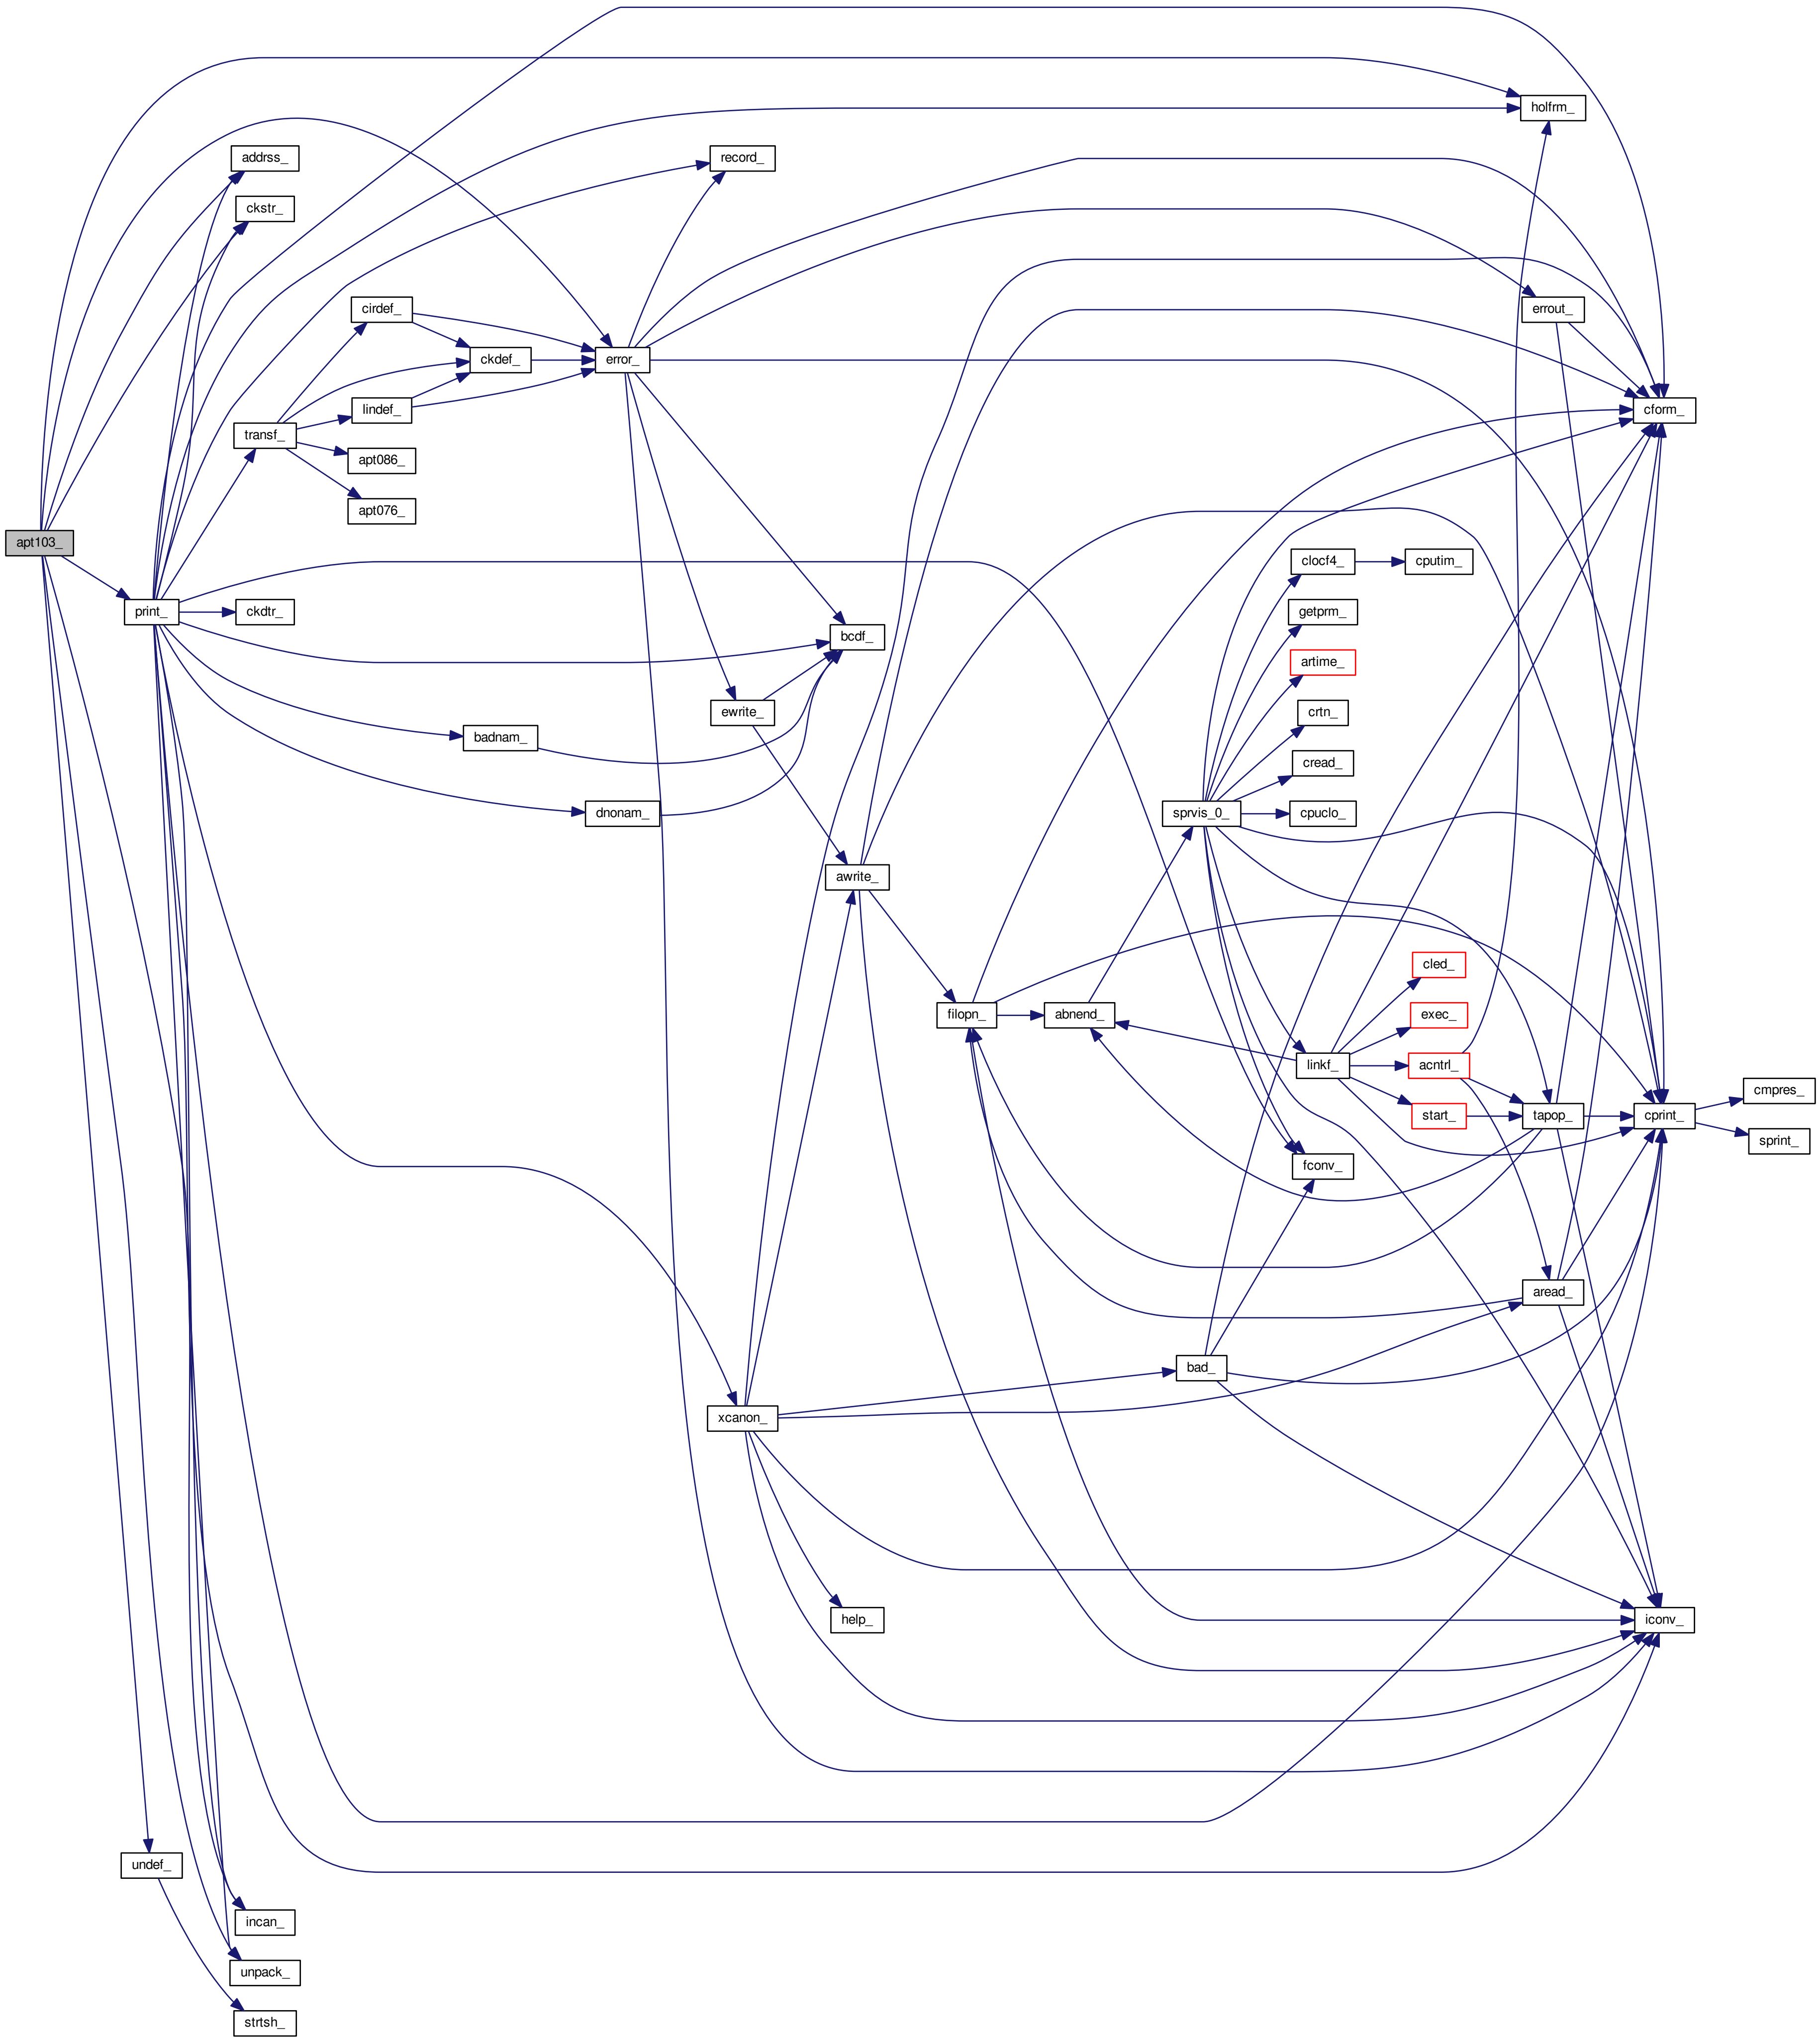 holfrm_
addrss_
record_
ckstr_
cirdef_
errout_
ckdef_
error_
lindef_
cform_
transf_
apt086_
apt076_
apt103_
clocf4_
cputim_
print_
ckdtr_
getprm_
bcdf_
artime_
ewrite_
crtn_
badnam_
cread_
dnonam_
sprvis_0_
cpuclo_
awrite_
cled_
filopn_
abnend_
exec_
linkf_
acntrl_
cmpres_
start_
tapop_
cprint_
sprint_
fconv_
aread_
bad_
xcanon_
help_
iconv_
undef_
incan_
unpack_
strtsh_